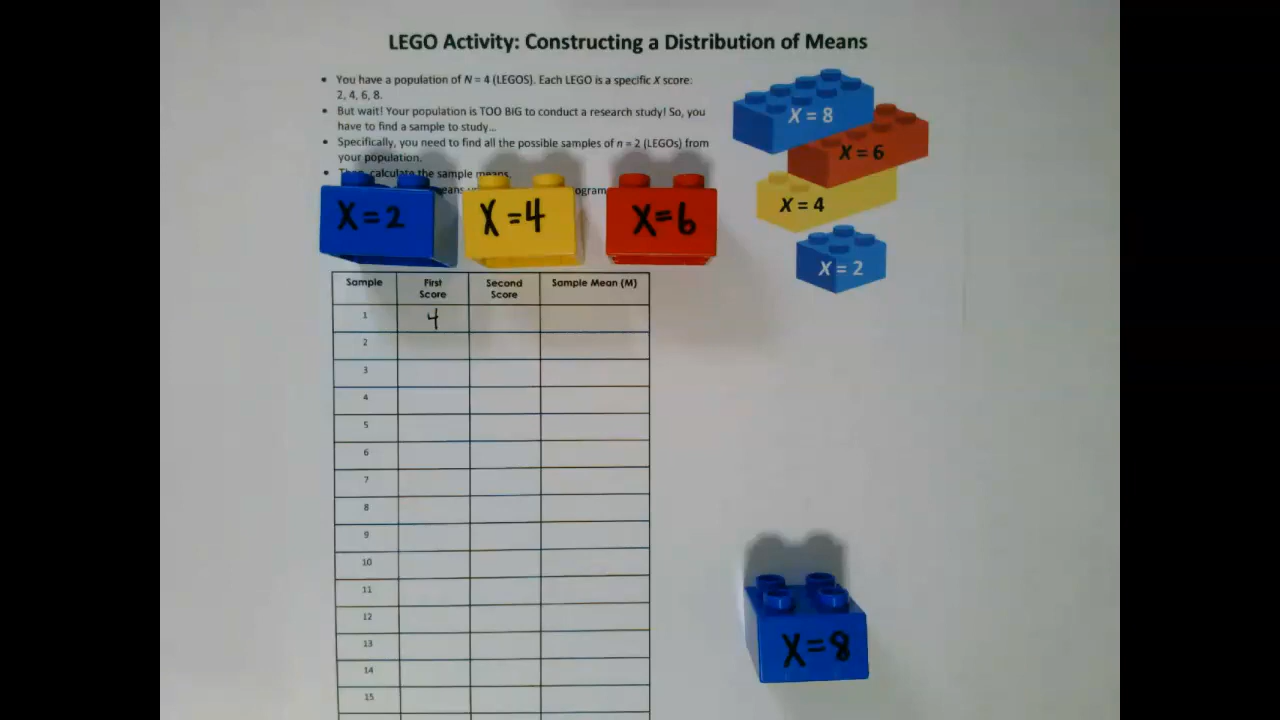 LEGO Activity: Constructing a Distribution of Means
• You have a population of N = 4 (LEGOS). Each LEGO is a specific X score:
2, 4, 6, 8.
• But wait! Your population is TOO BIG to conduct a research study! So, you
have to find a sample to study...
• Specifically, you need to find all the possible samples of n = 2 (LEGOs) from
your population.
• calculate the sample means.
X = 8
X = 6
X = 4
X = 2
X=2
X=4
X=6
Sample First Score Second Score Sample Mean (M)
1 4
2
3
4
5
6
7
8
9
10
11
12
13
14
15
X=8